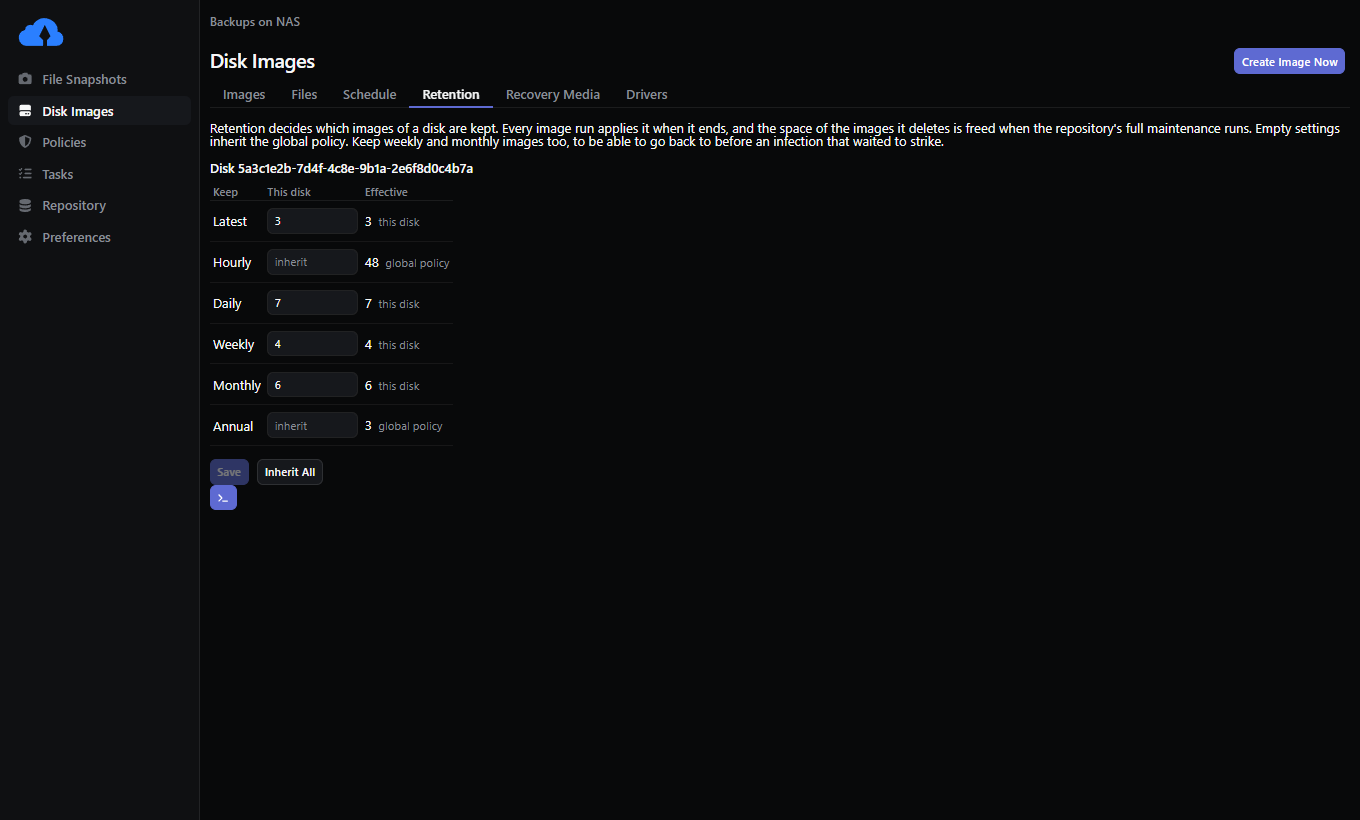 Backups on NAS
Disk Images
Create Image Now
File Snapshots
Disk Images
Policies
Tasks
Repository
Preferences
Images Files Schedule Retention Recovery Media Drivers
Retention decides which images of a disk are kept. Every image run applies it when it ends, and the space of the images it deletes is freed when the repository's full maintenance runs. Empty settings
inherit the global policy. Keep weekly and monthly images too, to be able to go back to before an infection that waited to strike.
Disk 5a3c1e2b-7d4f-4c8e-9b1a-2e6f8d0c4b7a
Keep This disk Effective
Latest 3 3 this disk
Hourly inherit 48 global policy
Daily 7 7 this disk
Weekly 4 4 this disk
Monthly 6 6 this disk
Annual inherit 3 global policy
Save Inherit All
>_